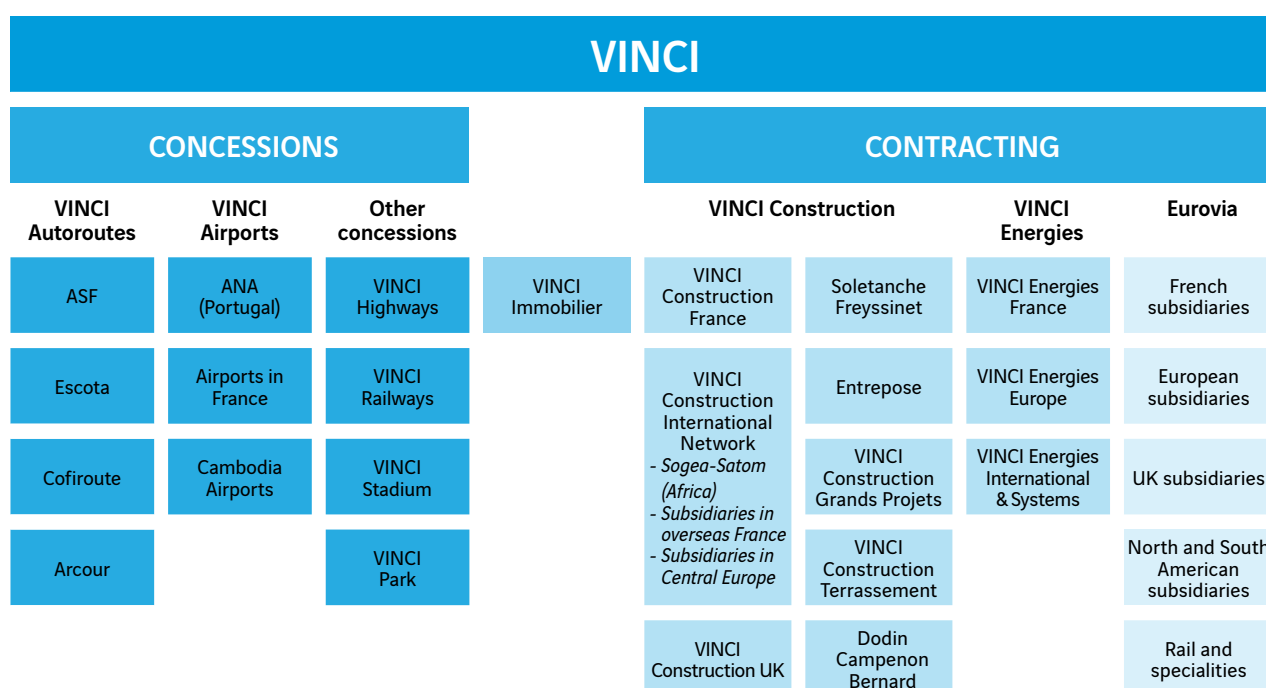 VINCI
CONCESSIONS
CONTRACTING
VINCI
Autoroutes
VINCI
Airports
Other
concessions
VINCI Construction
VINCI
Energies
Eurovia
ASF
ANA
(Portugal)
VINCI
Highways
VINCI
Immobilier
VINCI
Construction
France
Soletanche
Freyssinet
VINCI Energies
France
French
subsidiaries
Escota
Airports in
France
VINCI
Railways
VINCI
Construction
International
Network
- Sogea-Satom
(Africa)
- Subsidiaries in
overseas France
- Subsidiaries in
Central Europe
Entrepose
VINCI Energies
Europe
European
subsidiaries
Cofiroute
Cambodia
Airports
VINCI
Stadium
VINCI
Construction
Grands Projets
VINCI Energies
International
& Systems
UK subsidiaries
Arcour
VINCI
Park
VINCI
Construction
Terrassement
North and South
American
subsidiaries
VINCI
Construction UK
Dodin
Campenon
Bernard
Rail and
specialities